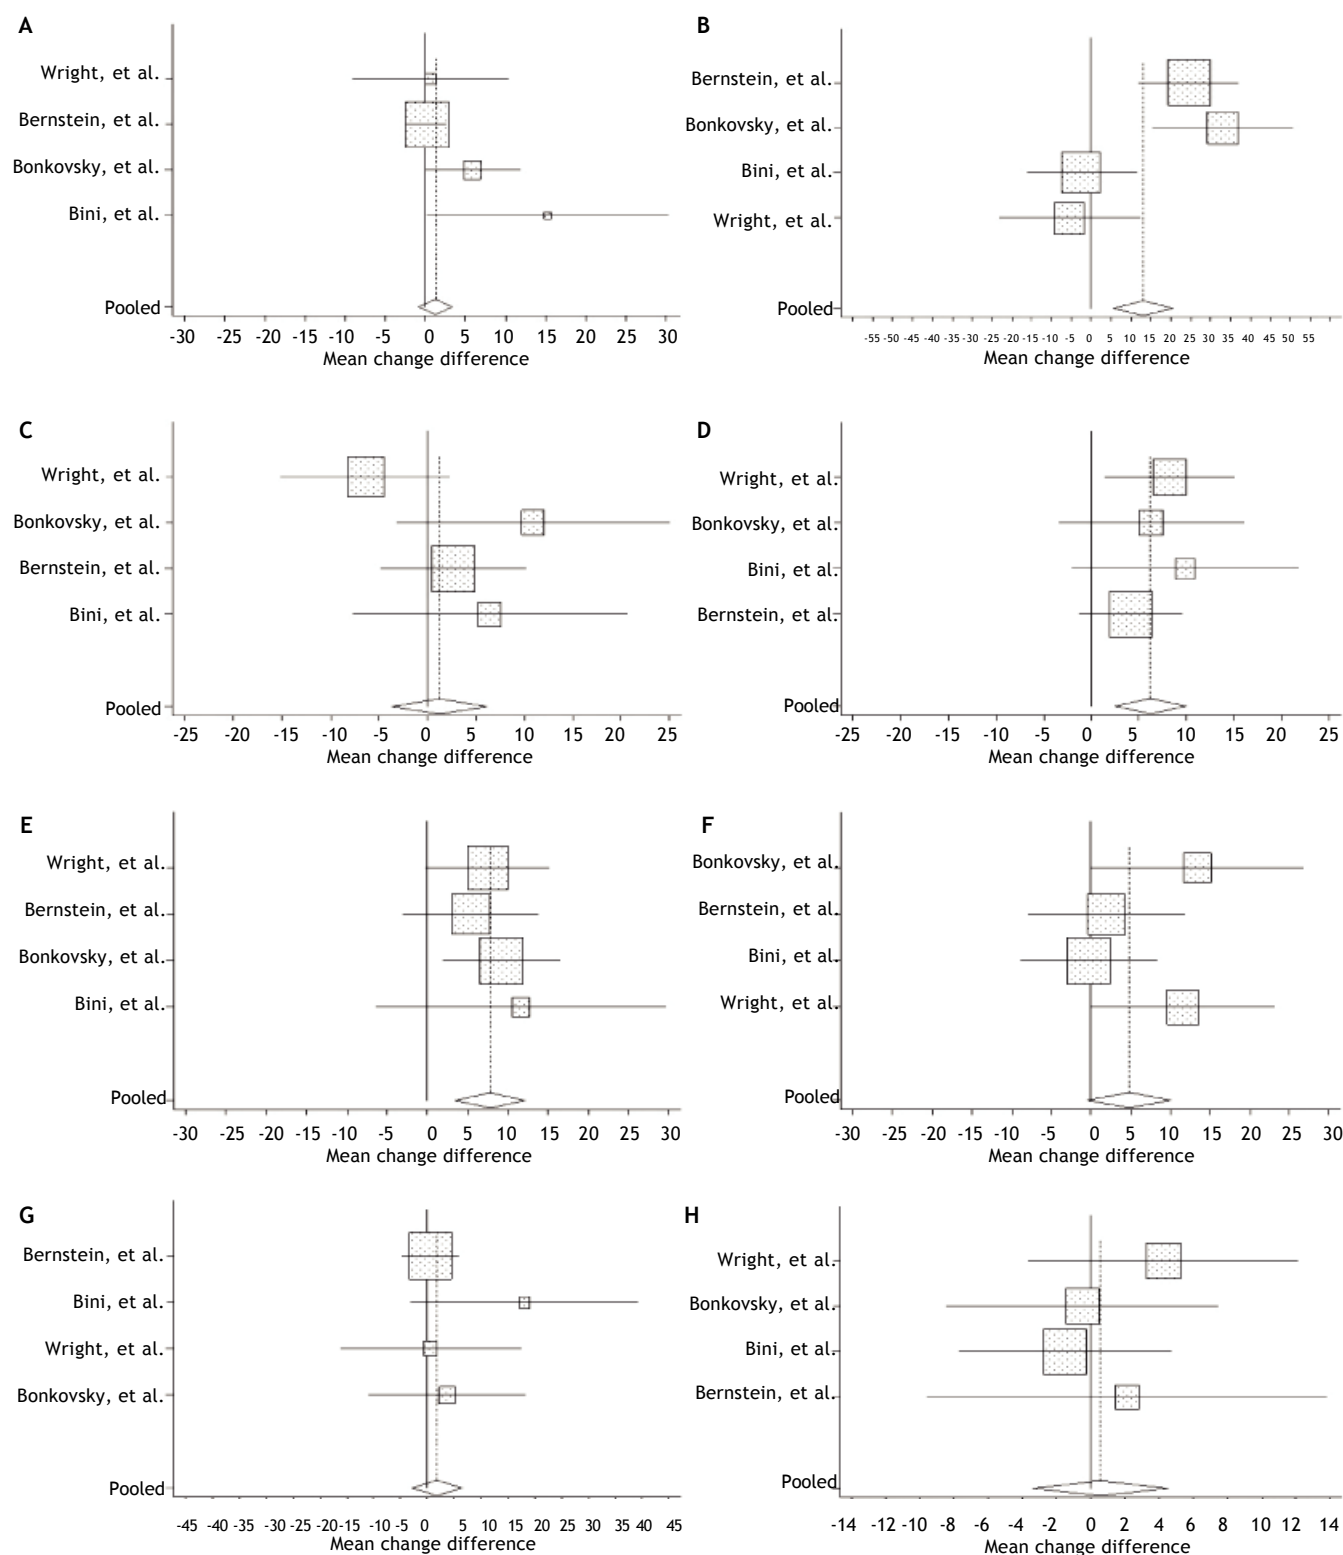 A
Wright, et al.
Bernstein, et al.
Bonkovsky, et al.
Bini, et al.
Pooled
-30 -25 -20 -15 -10 -5 0 5 10 15 20 25 30
Mean change difference
B
Bernstein, et al.
Bonkovsky, et al.
Bini, et al.
Wright, et al.
Pooled
-55 -50 -45 -40 -35 -30 -25 -20 -15 -10 -5 0 5 10 15 20 25 30 35 40 45 50 55
Mean change difference
C
Wright, et al.
Bonkovsky, et al.
Bernstein, et al.
Bini, et al.
Pooled
-25 -20 -15 -10 -5 0 5 10 15 20 25
Mean change difference
D
Wright, et al.
Bonkovsky, et al.
Bini, et al.
Bernstein, et al.
Pooled
-25 -20 -15 -10 -5 0 5 10 15 20 25
Mean change difference
E
Wright, et al.
Bernstein, et al.
Bonkovsky, et al.
Bini, et al.
Pooled
-30 -25 -20 -15 -10 -5 0 5 10 15 20 25 30
Mean change difference
F
Bonkovsky, et al.
Bernstein, et al.
Bini, et al.
Wright, et al.
Pooled
-30 -25 -20 -15 -10 -5 0 5 10 15 20 25 30
Mean change difference
G
Bernstein, et al.
Bini, et al.
Wright, et al.
Bonkovsky, et al.
Pooled
-45 -40 -35 -30 -25 -20 -15 -10 -5 0 5 10 15 20 25 30 35 40 45
Mean change difference
H
Wright, et al.
Bonkovsky, et al.
Bini, et al.
Bernstein, et al.
Pooled
-14 -12 -10 -8 -6 -4 -2 0 2 4 6 8 10 12 14
Mean change difference